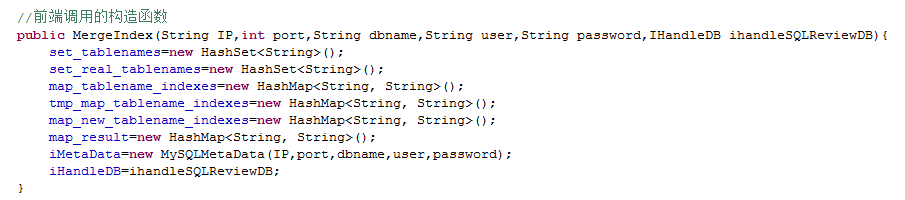 //前端调用的构造函数
public MergeIndex(String IP,int port,String dbname,String user,String password,IHandleDB ihandleSQLReviewDB){
    set_tablenames=new HashSet<String>();
    set_real_tablenames=new HashSet<String>();
    map_tablename_indexes=new HashMap<String, String>();
    tmp_map_tablename_indexes=new HashMap<String, String>();
    map_new_tablename_indexes=new HashMap<String, String>();
    map_result=new HashMap<String, String>();
    iMetaData=new MySQLMetaData(IP,port,dbname,user,password);
    iHandleDB=ihandleSQLReviewDB;
}